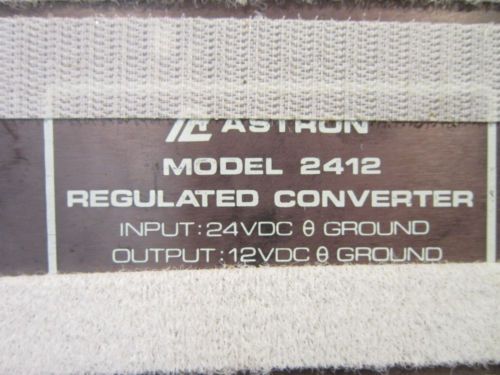 ASTRON
MODEL 2412
REGULATED CONVERTER
INPUT: 24VDC θ GROUND
OUTPUT: 12VDC θ GROUND